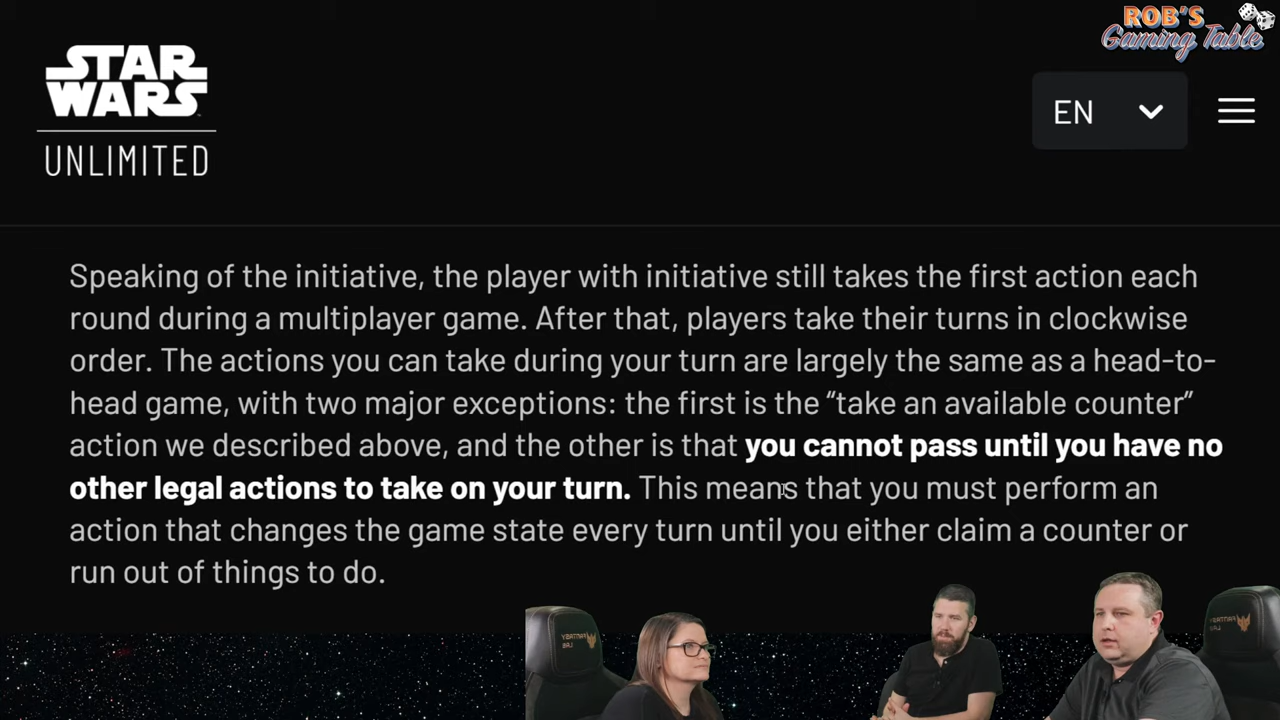 ROB'S
Gaming Table
STAR
WARS
UNLIMITED
EN
Speaking of the initiative, the player with initiative still takes the first action each
round during a multiplayer game. After that, players take their turns in clockwise
order. The actions you can take during your turn are largely the same as a head-to-
head game, with two major exceptions: the first is the “take an available counter”
action we described above, and the other is that you cannot pass until you have no
other legal actions to take on your turn. This means that you must perform an
action that changes the game state every turn until you either claim a counter or
run out of things to do.